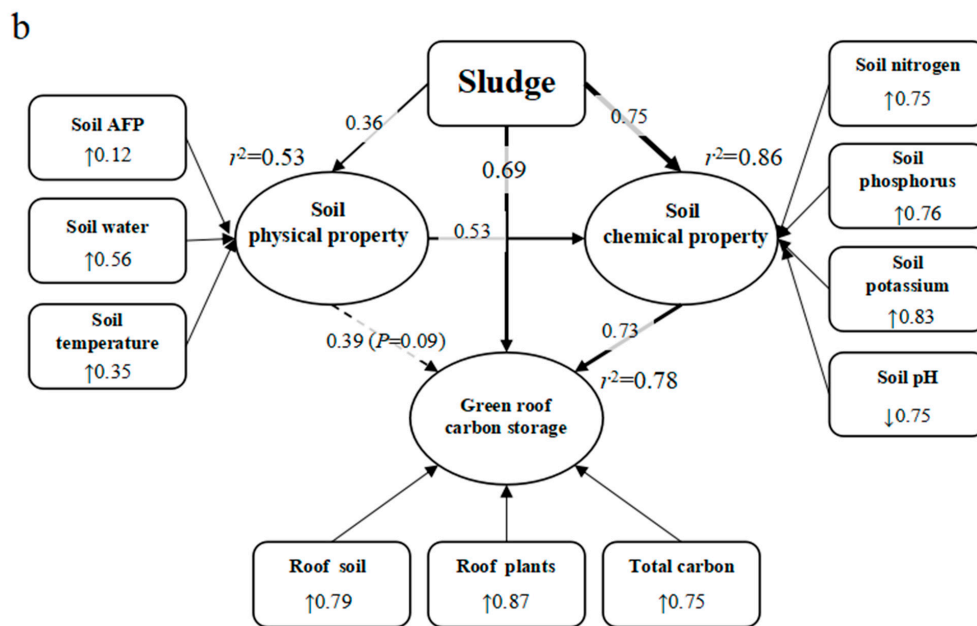 b
Sludge
Soil AFP
↑0.12
Soil water
↑0.56
Soil
temperature
↑0.35
0.36
0.75
0.69
r²=0.53
r²=0.86
Soil
physical property
0.53
Soil
chemical property
Soil nitrogen
↑0.75
Soil
phosphorus
↑0.76
Soil
potassium
↑0.83
Soil pH
↓0.75
0.39 (P=0.09)
0.73
r²=0.78
Green roof
carbon storage
Roof soil
↑0.79
Roof plants
↑0.87
Total carbon
↑0.75